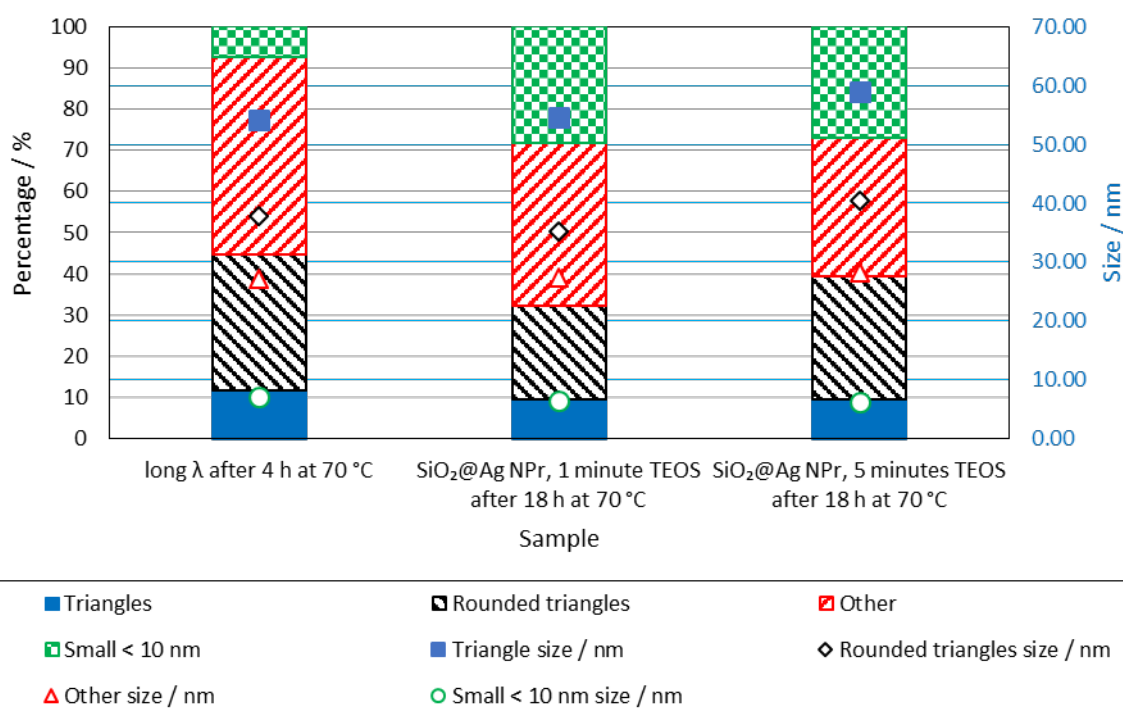 100
90
80
70
60
50
40
30
20
10
0
Percentage / %
70.00
60.00
50.00
40.00
30.00
20.00
10.00
0.00
Size / nm
long λ after 4 h at 70 °C
SiO₂@Ag NPr, 1 minute TEOS
after 18 h at 70 °C
SiO₂@Ag NPr, 5 minutes TEOS
after 18 h at 70 °C
Sample
Triangles
Rounded triangles
Other
Small < 10 nm
Triangle size / nm
Rounded triangles size / nm
Other size / nm
Small < 10 nm size / nm